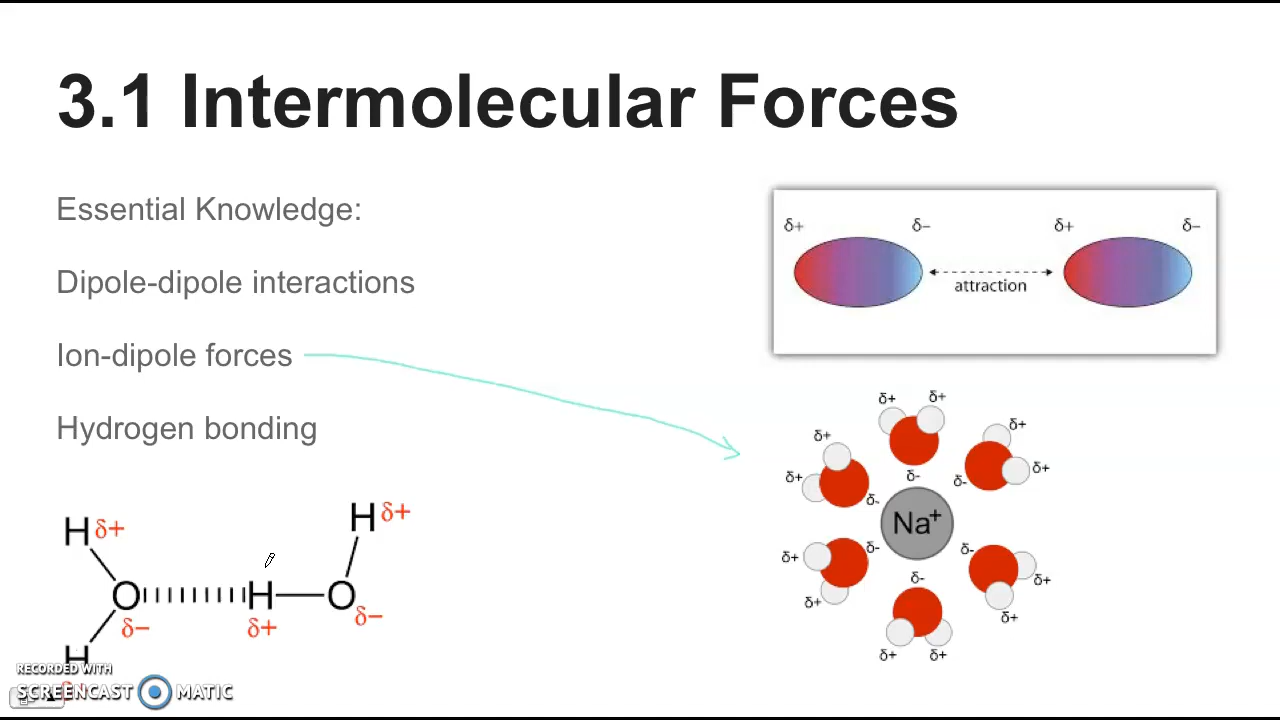 3.1 Intermolecular Forces
Essential Knowledge:
Dipole-dipole interactions
Ion-dipole forces
Hydrogen bonding
δ+ δ− δ+ δ−
attraction
δ+ δ+
δ+ δ+
δ+ δ+
δ- δ- δ-
Na+
δ+ δ- δ- δ+
δ- 
δ+ δ+
δ+ δ+
H δ+ H δ+
O H O
δ− δ+ δ−
H
RECORDED WITH
SCREENCAST MATIC